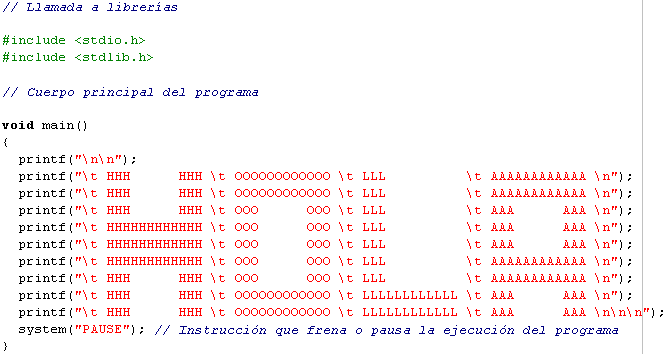 // Llamada a librerías
#include <stdio.h>
#include <stdlib.h>
// Cuerpo principal del programa
void main()
{
  printf("\n\n");
  printf("\t HHH      HHH \t OOOOOOOOOOOO \t LLL          \t AAAAAAAAAAAA \n");
  printf("\t HHH      HHH \t OOOOOOOOOOOO \t LLL          \t AAAAAAAAAAAA \n");
  printf("\t HHH      HHH \t OOO      OOO \t LLL          \t AAA      AAA \n");
  printf("\t HHHHHHHHHHHH \t OOO      OOO \t LLL          \t AAA      AAA \n");
  printf("\t HHHHHHHHHHHH \t OOO      OOO \t LLL          \t AAA      AAA \n");
  printf("\t HHHHHHHHHHHH \t OOO      OOO \t LLL          \t AAAAAAAAAAAA \n");
  printf("\t HHH      HHH \t OOO      OOO \t LLL          \t AAAAAAAAAAAA \n");
  printf("\t HHH      HHH \t OOOOOOOOOOOO \t LLLLLLLLLLLL \t AAA      AAA \n");
  printf("\t HHH      HHH \t OOOOOOOOOOOO \t LLLLLLLLLLLL \t AAA      AAA \n\n\n");
  system("PAUSE"); // Instrucción que frena o pausa la ejecución del programa
}